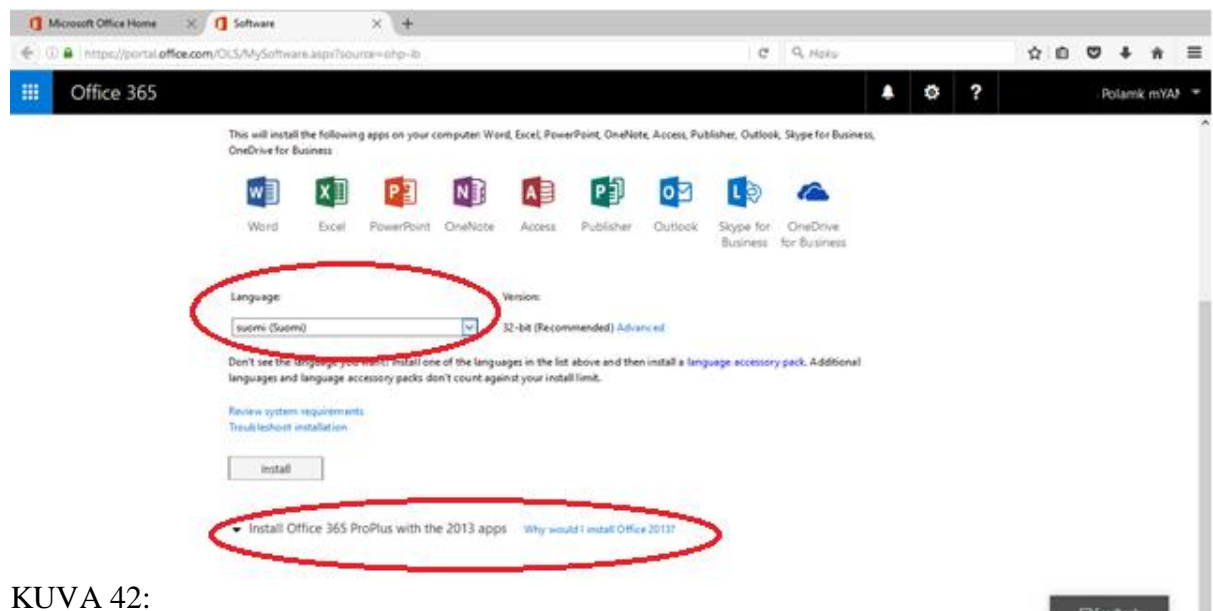 Microsoft Office Home
Software
https://portal.office.com/OLS/MySoftware.aspx?source=ohp-ib
Haku
Office 365
?
Polamk mYAM
This will install the following apps on your computer: Word, Excel, PowerPoint, OneNote, Access, Publisher, Outlook, Skype for Business,
OneDrive for Business
Word Excel PowerPoint OneNote Access Publisher Outlook Skype for OneDrive
Business for Business
Language:
Version:
suomi (Suomi)
32-bit (Recommended) Advanced
Don't see the language you want? Install one of the languages in the list above and then install a language accessory pack. Additional
languages and language accessory packs don't count against your install limit.
Review system requirements
Troubleshoot installation
Install
Install Office 365 ProPlus with the 2013 apps Why would I install Office 2013?
KUVA 42: